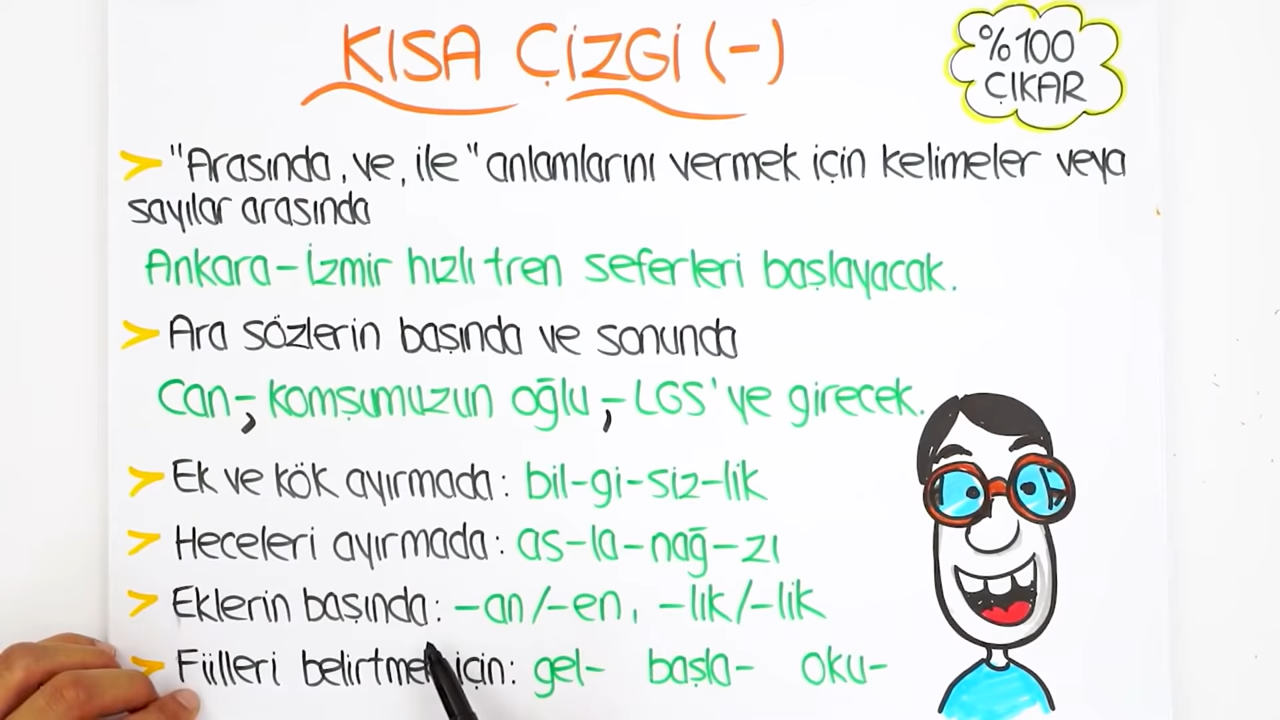 KISA ÇİZGİ (-)
%100
ÇIKAR
➤ "Arasında, ve, ile" anlamlarını vermek için kelimeler veya
sayılar arasında
Ankara-İzmir hızlı tren seferleri başlayacak.
➤ Ara sözlerin başında ve sonunda
Can-, komşumuzun oğlu,-LGS'ye girecek.
➤ Ek ve kök ayırmada: bil-gi-siz-lik
➤ Heceleri ayırmada: as-la-nağ-zı
➤ Eklerin başında: -an/-en, -lık/-lik
➤ Fiilleri belirtmek için: gel- başla- oku-